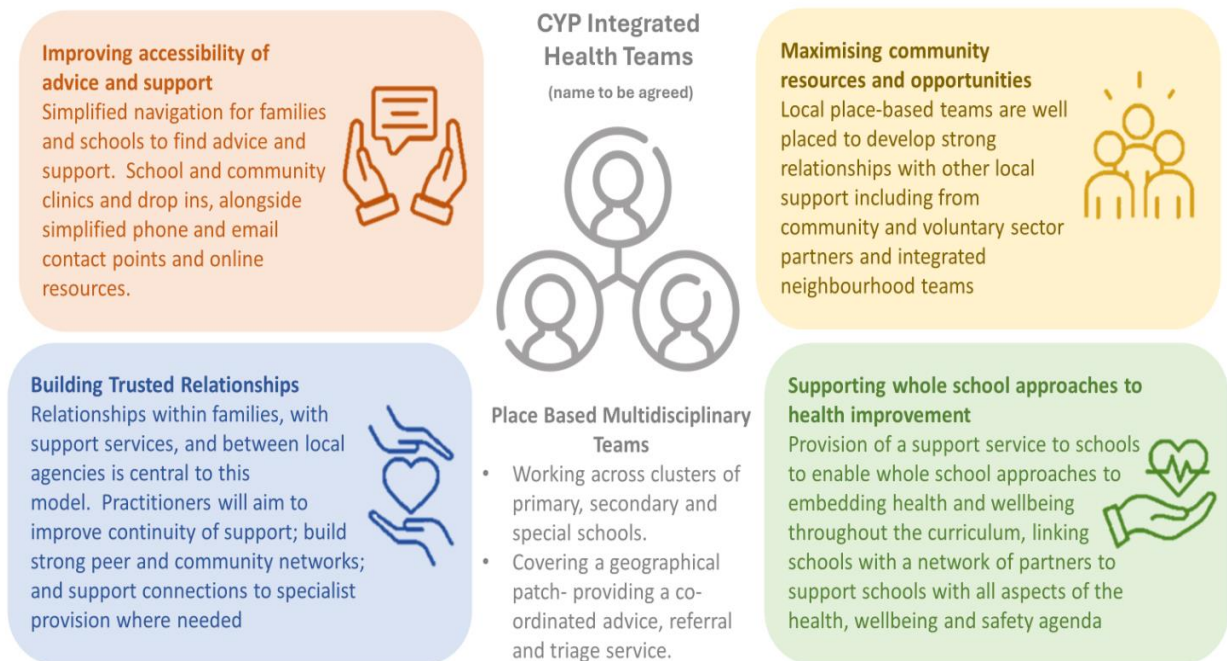 Improving accessibility of
advice and support
Simplified navigation for families
and schools to find advice and
support.  School and community
clinics and drop ins, alongside
simplified phone and email
contact points and online
resources.
Building Trusted Relationships
Relationships within families, with
support services, and between local
agencies is central to this
model.  Practitioners will aim to
improve continuity of support; build
strong peer and community networks;
and support connections to specialist
provision where needed
CYP Integrated
Health Teams
(name to be agreed)
Place Based Multidisciplinary
Teams
• Working across clusters of
primary, secondary and
special schools.
• Covering a geographical
patch- providing a co-
ordinated advice, referral
and triage service.
Maximising community
resources and opportunities
Local place-based teams are well
placed to develop strong
relationships with other local
support including from
community and voluntary sector
partners and integrated
neighbourhood teams
Supporting whole school approaches to
health improvement
Provision of a support service to schools
to enable whole school approaches to
embedding health and wellbeing
throughout the curriculum, linking
schools with a network of partners to
support schools with all aspects of the
health, wellbeing and safety agenda